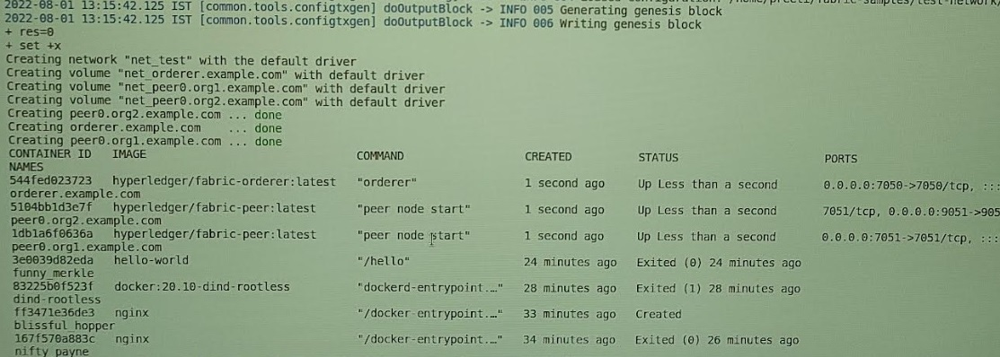 2022-08-01 13:15:42.125 IST [common.tools.configtxgen] doOutputBlock -> INFO 005 Generating genesis block
2022-08-01 13:15:42.125 IST [common.tools.configtxgen] doOutputBlock -> INFO 006 Writing genesis block
+ res=0
+ set +x
Creating network "net_test" with the default driver
Creating volume "net_orderer.example.com" with default driver
Creating volume "net_peer0.org1.example.com" with default driver
Creating volume "net_peer0.org2.example.com" with default driver
Creating peer0.org2.example.com ... done
Creating orderer.example.com ... done
Creating peer0.org1.example.com ... done
CONTAINER ID IMAGE COMMAND CREATED STATUS PORTS
NAMES
544fed023723 hyperledger/fabric-orderer:latest "orderer" 1 second ago Up Less than a second 0.0.0.0:7050->7050/tcp, :::
orderer.example.com
5104bb1d3e7f hyperledger/fabric-peer:latest "peer node start" 1 second ago Up Less than a second 7051/tcp, 0.0.0.0:9051->905
peer0.org2.example.com
1db1a6f0636a hyperledger/fabric-peer:latest "peer node start" 1 second ago Up Less than a second 0.0.0.0:7051->7051/tcp, :::
peer0.org1.example.com
3e0039d82eda hello-world "/hello" 24 minutes ago Exited (0) 24 minutes ago
funny_merkle
83225b0f523f docker:20.10-dind-rootless "dockerd-entrypoint.…" 28 minutes ago Exited (1) 28 minutes ago
dind-rootless
ff3471e36de3 nginx "/docker-entrypoint.…" 33 minutes ago Created
blissful_hopper
167f570a883c nginx "/docker-entrypoint.…" 34 minutes ago Exited (0) 26 minutes ago
nifty_payne